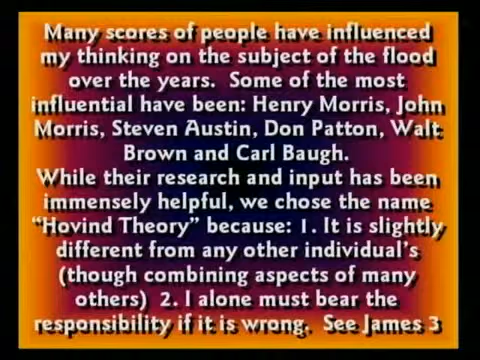 Many scores of people have influenced
my thinking on the subject of the flood
over the years. Some of the most
influential have been: Henry Morris, John
Morris, Steven Austin, Don Patton, Walt
Brown and Carl Baugh.
While their research and input has been
immensely helpful, we chose the name
“Hovind Theory” because: 1. It is slightly
different from any other individual's
(though combining aspects of many
others) 2. I alone must bear the
responsibility if it is wrong. See James 3